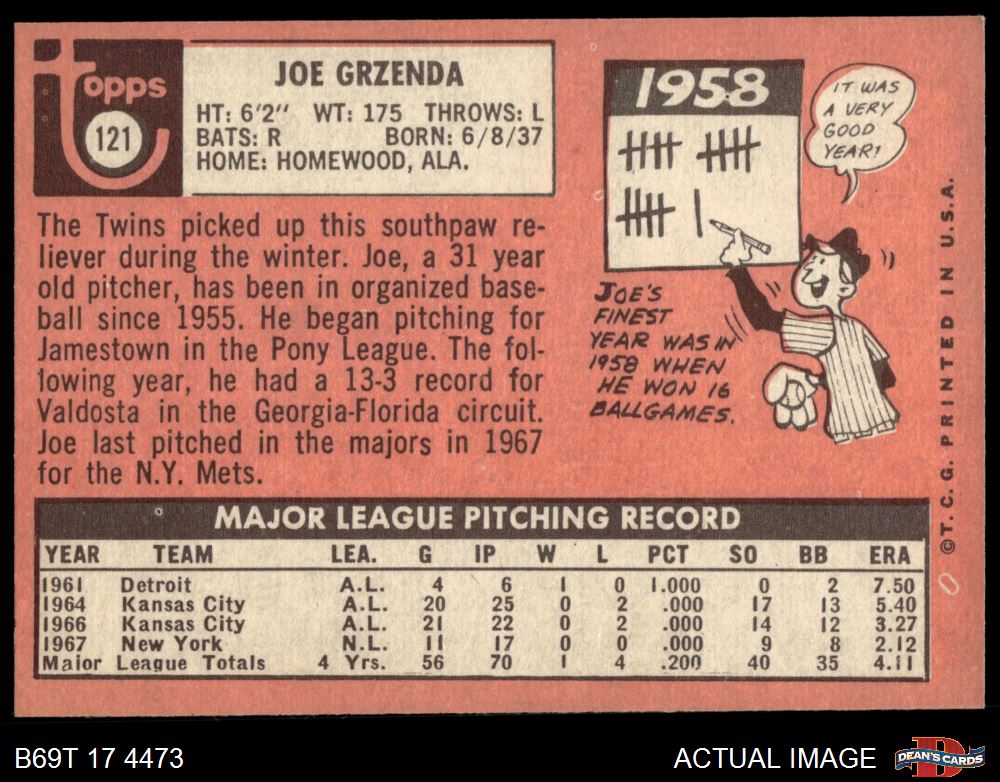 Topps
121
JOE GRZENDA
HT: 6'2" WT: 175 THROWS: L
BATS: R BORN: 6/8/37
HOME: HOMEWOOD, ALA.
The Twins picked up this southpaw re-
liever during the winter. Joe, a 31 year
old pitcher, has been in organized base-
ball since 1955. He began pitching for
Jamestown in the Pony League. The fol-
lowing year, he had a 13-3 record for
Valdosta in the Georgia-Florida circuit.
Joe last pitched in the majors in 1967
for the N.Y. Mets.
1958
IT WAS
A VERY
GOOD
YEAR!
JOE'S
FINEST
YEAR WAS IN
1958 WHEN
HE WON 16
BALLGAMES.
©T.C.G. PRINTED IN U.S.A.
MAJOR LEAGUE PITCHING RECORD
YEAR TEAM LEA. G IP W L PCT SO BB ERA
1961 Detroit A.L. 4 6 1 0 1.000 0 2 7.50
1964 Kansas City A.L. 20 25 0 2 .000 17 13 5.40
1966 Kansas City A.L. 21 22 0 2 .000 14 12 3.27
1967 New York N.L. 11 17 0 0 .000 9 8 2.12
Major League Totals 4 Yrs. 56 70 1 4 .200 40 35 4.11
B69T 17 4473
ACTUAL IMAGE
D
DEAN'S CARDS